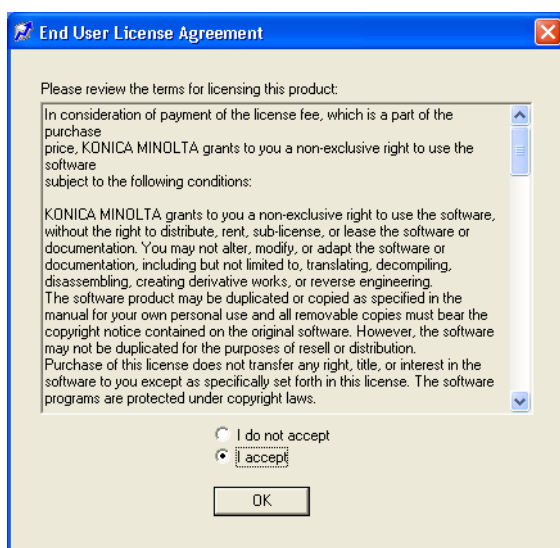 End User License Agreement
Please review the terms for licensing this product:
In consideration of payment of the license fee, which is a part of the
purchase
price, KONICA MINOLTA grants to you a non-exclusive right to use the
software
subject to the following conditions:
KONICA MINOLTA grants to you a non-exclusive right to use the software,
without the right to distribute, rent, sub-license, or lease the software or
documentation. You may not alter, modify, or adapt the software or
documentation, including but not limited to, translating, decompiling,
disassembling, creating derivative works, or reverse engineering.
The software product may be duplicated or copied as specified in the
manual for your own personal use and all removable copies must bear the
copyright notice contained on the original software. However, the software
may not be duplicated for the purposes of resell or distribution.
Purchase of this license does not transfer any right, title, or interest in the
software to you except as specifically set forth in this license. The software
programs are protected under copyright laws.
I do not accept
I accept
OK